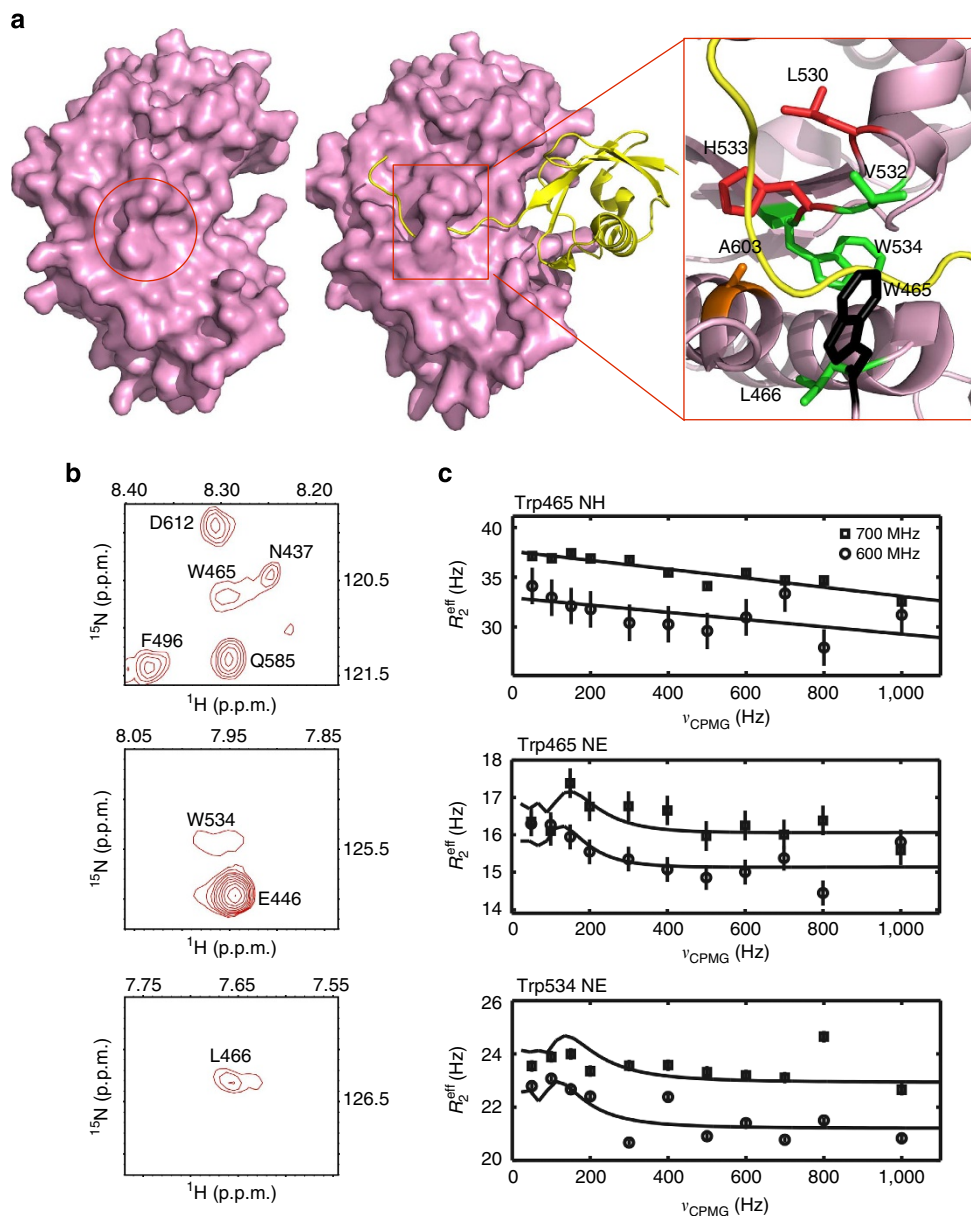 a
L530
H533
V532
A603
W534
W465
L466
b
8.40 8.30 8.20
D612
N437
W465
120.5
F496
Q585
121.5
15N (p.p.m.)
1H (p.p.m.)
8.05 7.95 7.85
W534
125.5
E446
15N (p.p.m.)
1H (p.p.m.)
7.75 7.65 7.55
L466
126.5
15N (p.p.m.)
1H (p.p.m.)
c
Trp465 NH
40
35
30
R2eff (Hz)
700 MHz
600 MHz
0 200 400 600 800 1,000
νCPMG (Hz)
Trp465 NE
18
17
16
15
14
R2eff (Hz)
0 200 400 600 800 1,000
νCPMG (Hz)
Trp534 NE
26
24
22
20
R2eff (Hz)
0 200 400 600 800 1,000
νCPMG (Hz)